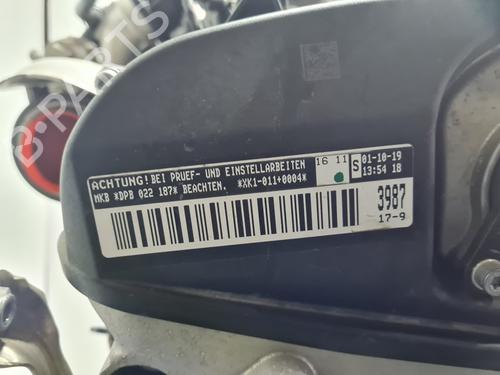 ACHTUNG! BEI PRUEF- UND EINSTELLARBEITEN
MKB *DPB 022 187* BEACHTEN. *XK1-011+0004*
16 11
S
01-10-19
13:54 18
3987
17-9
B-PARTS